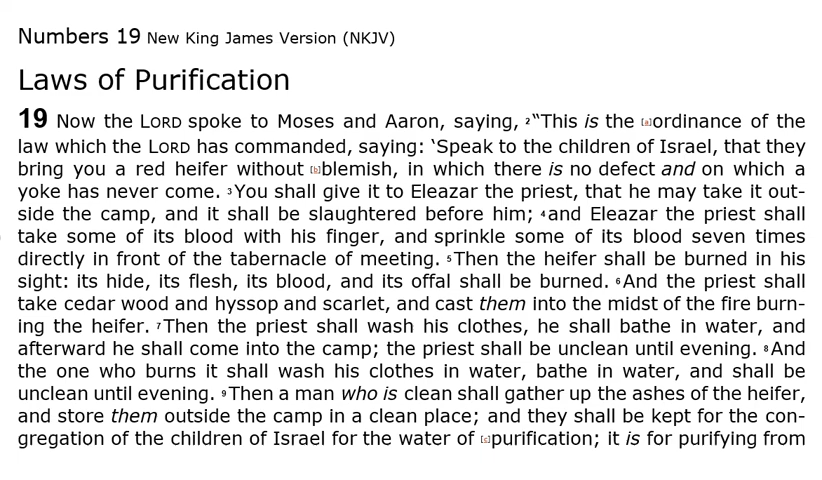 Numbers 19 New King James Version (NKJV)
Laws of Purification
19 Now the LORD spoke to Moses and Aaron, saying, 2“This is the [a]ordinance of the
law which the LORD has commanded, saying: ‘Speak to the children of Israel, that they
bring you a red heifer without [b]blemish, in which there is no defect and on which a
yoke has never come. 3You shall give it to Eleazar the priest, that he may take it out-
side the camp, and it shall be slaughtered before him; 4and Eleazar the priest shall
take some of its blood with his finger, and sprinkle some of its blood seven times
directly in front of the tabernacle of meeting. 5Then the heifer shall be burned in his
sight: its hide, its flesh, its blood, and its offal shall be burned. 6And the priest shall
take cedar wood and hyssop and scarlet, and cast them into the midst of the fire burn-
ing the heifer. 7Then the priest shall wash his clothes, he shall bathe in water, and
afterward he shall come into the camp; the priest shall be unclean until evening. 8And
the one who burns it shall wash his clothes in water, bathe in water, and shall be
unclean until evening. 9Then a man who is clean shall gather up the ashes of the heifer,
and store them outside the camp in a clean place; and they shall be kept for the con-
gregation of the children of Israel for the water of [c]purification; it is for purifying from